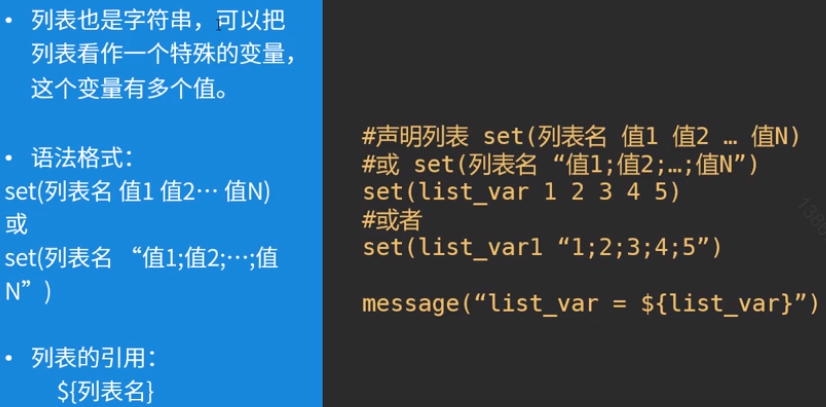 • 列表也是字符串，可以把
列表看作一个特殊的变量，
这个变量有多个值。
• 语法格式：
set(列表名 值1 值2… 值N)
或
set(列表名 “值1;值2;…;值
N”）
• 列表的引用：
${列表名}
#声明列表 set(列表名 值1 值2 … 值N)
#或 set(列表名 “值1;值2;…;值N”)
set(list_var 1 2 3 4 5)
#或者
set(list_var1 “1;2;3;4;5”)
message(“list_var = ${list_var}”)